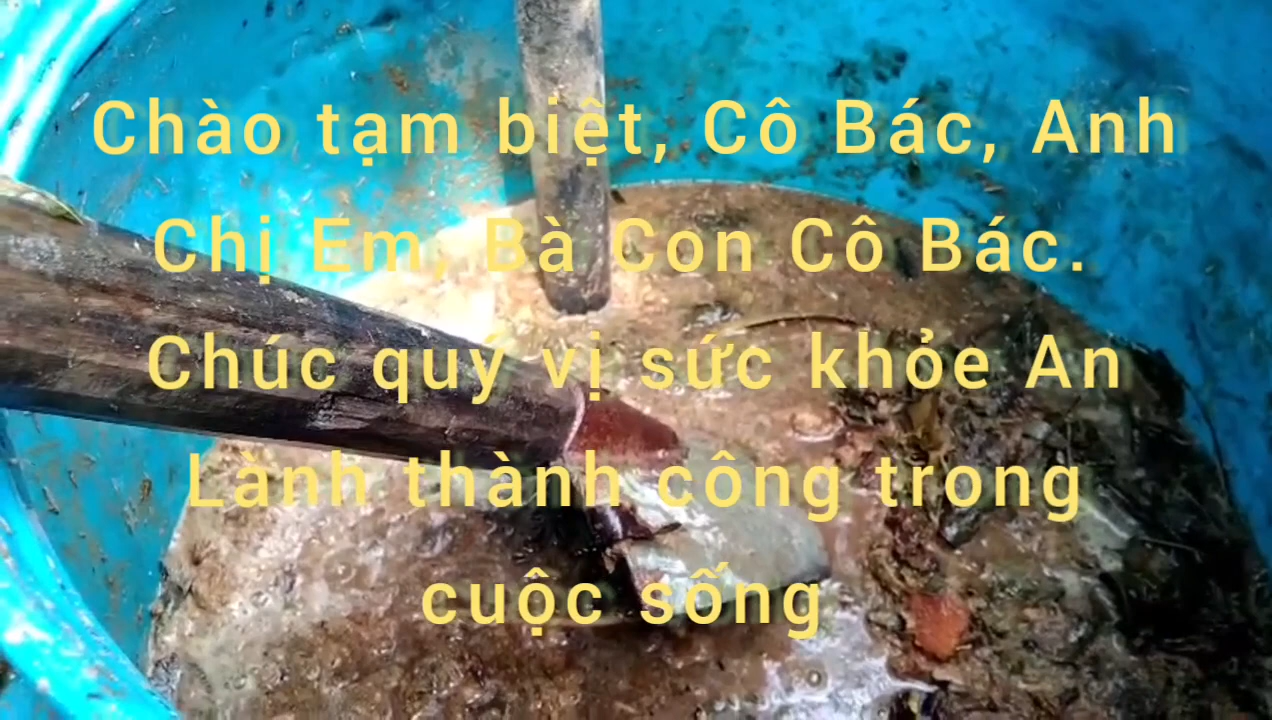 Chào tạm biệt, Cô Bác, Anh
Chị Em, Bà Con Cô Bác.
Chúc quý vị sức khỏe An
Lành thành công trong
cuộc sống